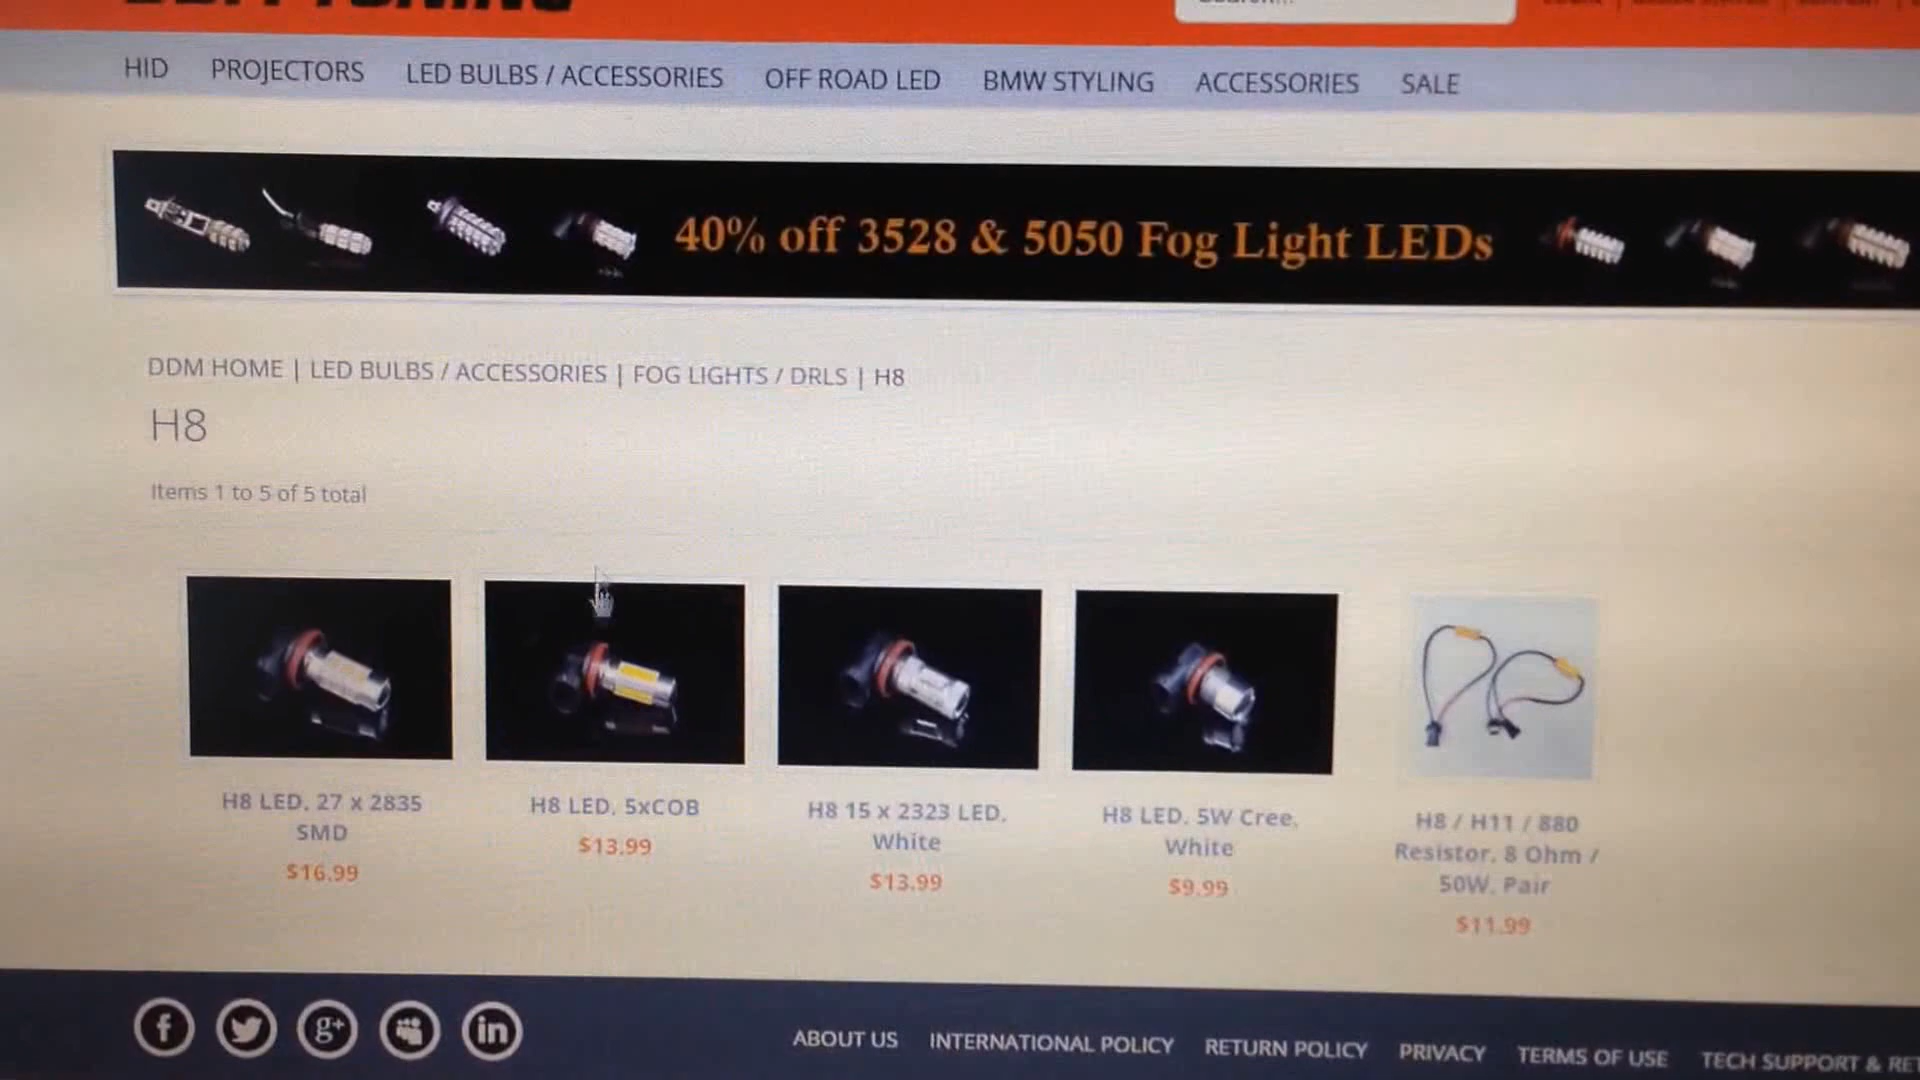 HID PROJECTORS LED BULBS / ACCESSORIES OFF ROAD LED BMW STYLING ACCESSORIES SALE
40% off 3528 & 5050 Fog Light LEDs
DDM HOME | LED BULBS / ACCESSORIES | FOG LIGHTS / DRLS | H8
H8
Items 1 to 5 of 5 total
H8 LED, 27 x 2835
SMD
$16.99
H8 LED, 5xCOB
$13.99
H8 15 x 2323 LED,
White
$13.99
H8 LED, 5W Cree,
White
$9.99
H8 / H11 / 880
Resistor, 8 Ohm /
50W, Pair
$11.99
f g+ in
ABOUT US INTERNATIONAL POLICY RETURN POLICY PRIVACY TERMS OF USE TECH SUPPORT &